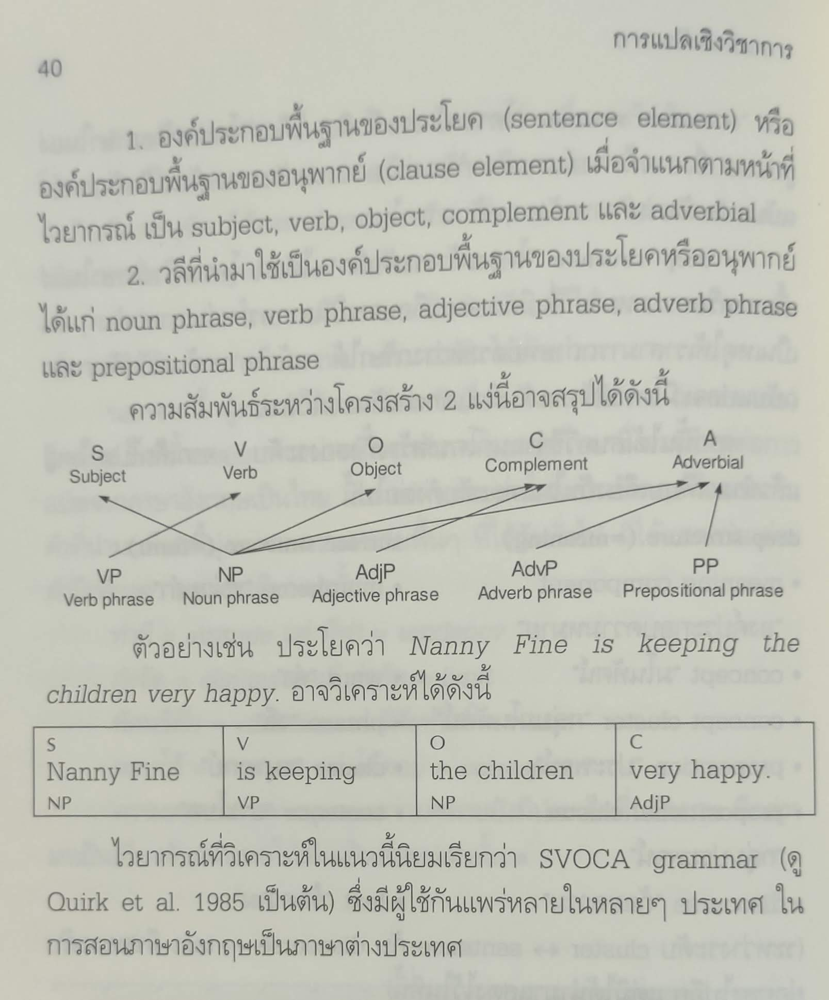 การแปลเชิงวิชาการ
40
1. องค์ประกอบพื้นฐานของประโยค (sentence element) หรือ
องค์ประกอบพื้นฐานของอนุพากย์ (clause element) เมื่อจำแนกตามหน้าที่
ไวยากรณ์ เป็น subject, verb, object, complement และ adverbial
2. วลีที่นำมาใช้เป็นองค์ประกอบพื้นฐานของประโยคหรืออนุพากย์
ได้แก่ noun phrase, verb phrase, adjective phrase, adverb phrase
และ prepositional phrase
ความสัมพันธ์ระหว่างโครงสร้าง 2 แง่นี้อาจสรุปได้ดังนี้
S V O C A
Subject Verb Object Complement Adverbial
VP NP AdjP AdvP PP
Verb phrase Noun phrase Adjective phrase Adverb phrase Prepositional phrase
ตัวอย่างเช่น ประโยคว่า Nanny Fine is keeping the
children very happy. อาจวิเคราะห์ได้ดังนี้
S V O C
Nanny Fine is keeping the children very happy.
NP VP NP AdjP
ไวยากรณ์ที่วิเคราะห์ในแนวนี้นิยมเรียกว่า SVOCA grammar (ดู
Quirk et al. 1985 เป็นต้น) ซึ่งมีผู้ใช้กันแพร่หลายในหลายๆ ประเทศ ใน
การสอนภาษาอังกฤษเป็นภาษาต่างประเทศ